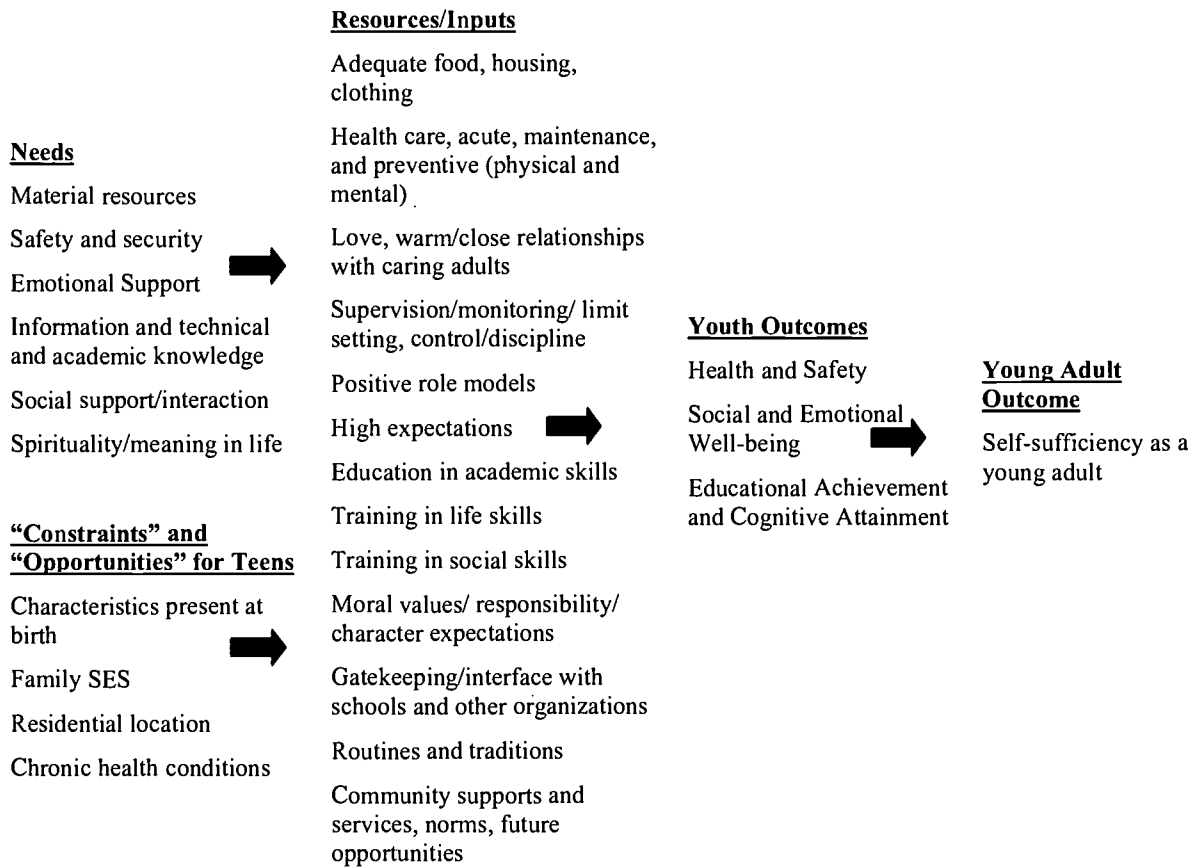 Needs
Material resources
Safety and security
Emotional Support
Information and technical
and academic knowledge
Social support/interaction
Spirituality/meaning in life
“Constraints” and
“Opportunities” for Teens
Characteristics present at
birth
Family SES
Residential location
Chronic health conditions
Resources/Inputs
Adequate food, housing,
clothing
Health care, acute, maintenance,
and preventive (physical and
mental)
Love, warm/close relationships
with caring adults
Supervision/monitoring/ limit
setting, control/discipline
Positive role models
High expectations
Education in academic skills
Training in life skills
Training in social skills
Moral values/ responsibility/
character expectations
Gatekeeping/interface with
schools and other organizations
Routines and traditions
Community supports and
services, norms, future
opportunities
Youth Outcomes
Health and Safety
Social and Emotional
Well-being
Educational Achievement
and Cognitive Attainment
Young Adult
Outcome
Self-sufficiency as a
young adult